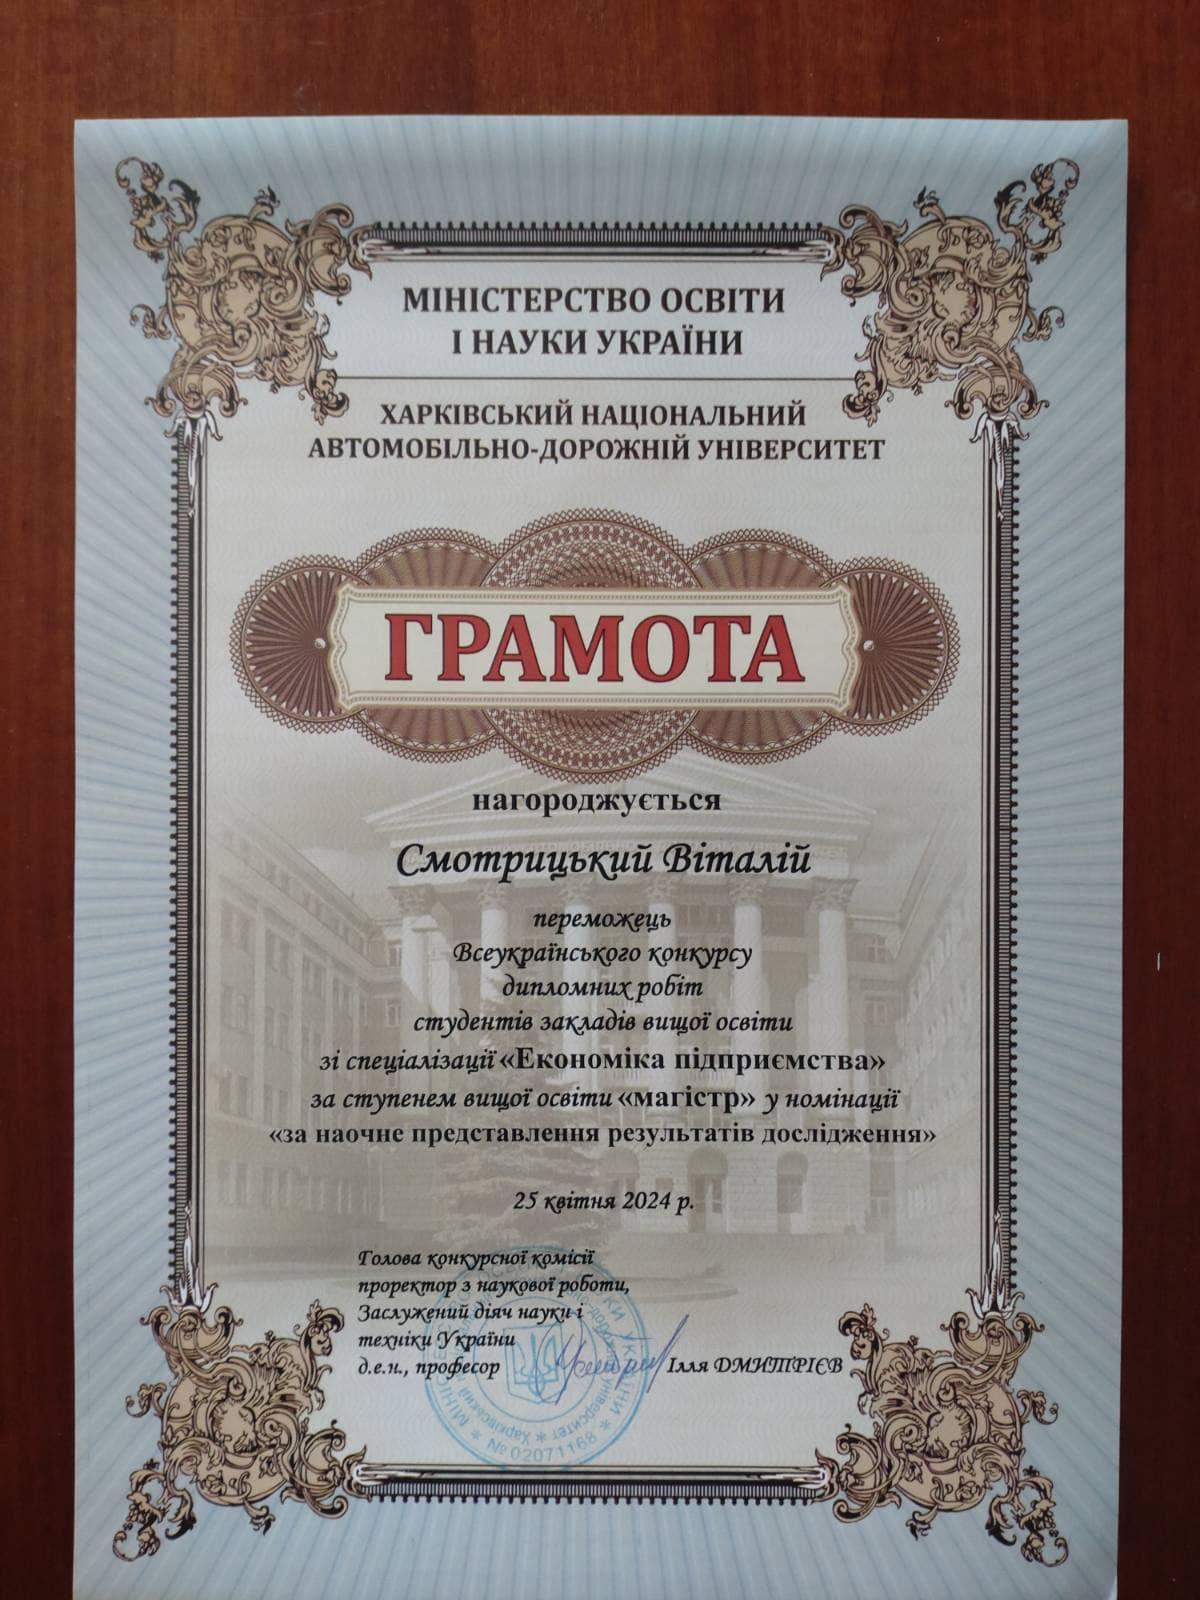 МІНІСТЕРСТВО ОСВІТИ
І НАУКИ УКРАЇНИ
ХАРКІВСЬКИЙ НАЦІОНАЛЬНИЙ
АВТОМОБІЛЬНО-ДОРОЖНІЙ УНІВЕРСИТЕТ
ГРАМОТА
нагороджується
Смотрицький Віталій
переможець
Всеукраїнського конкурсу
дипломних робіт
студентів закладів вищої освіти
зі спеціалізації «Економіка підприємства»
за ступенем вищої освіти «магістр» у номінації
«за наочне представлення результатів дослідження»
25 квітня 2024 р.
Голова конкурсної комісії
проректор з наукової роботи,
Заслужений діяч науки і
техніки України
д.е.н., професор Ілля ДМИТРІЄВ
№ 02071168